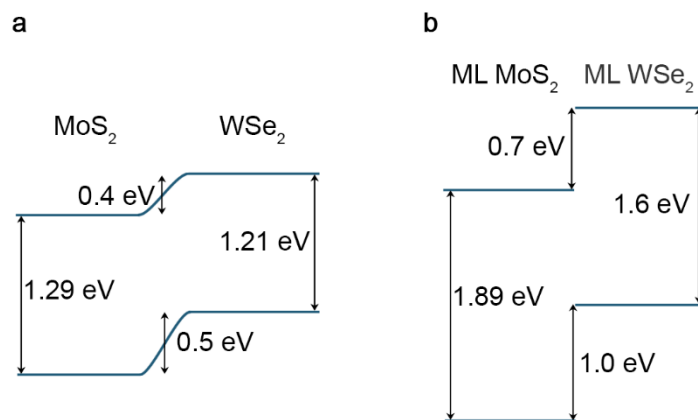 a
MoS₂
WSe₂
0.4 eV
1.29 eV
1.21 eV
0.5 eV
b
ML MoS₂
ML WSe₂
0.7 eV
1.6 eV
1.89 eV
1.0 eV